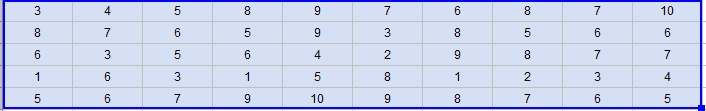 3 4 5 8 9 7 6 8 7 10
8 7 6 5 9 3 8 5 6 6
6 3 5 6 4 2 9 8 7 7
1 6 3 1 5 8 1 2 3 4
5 6 7 9 10 9 8 7 6 5